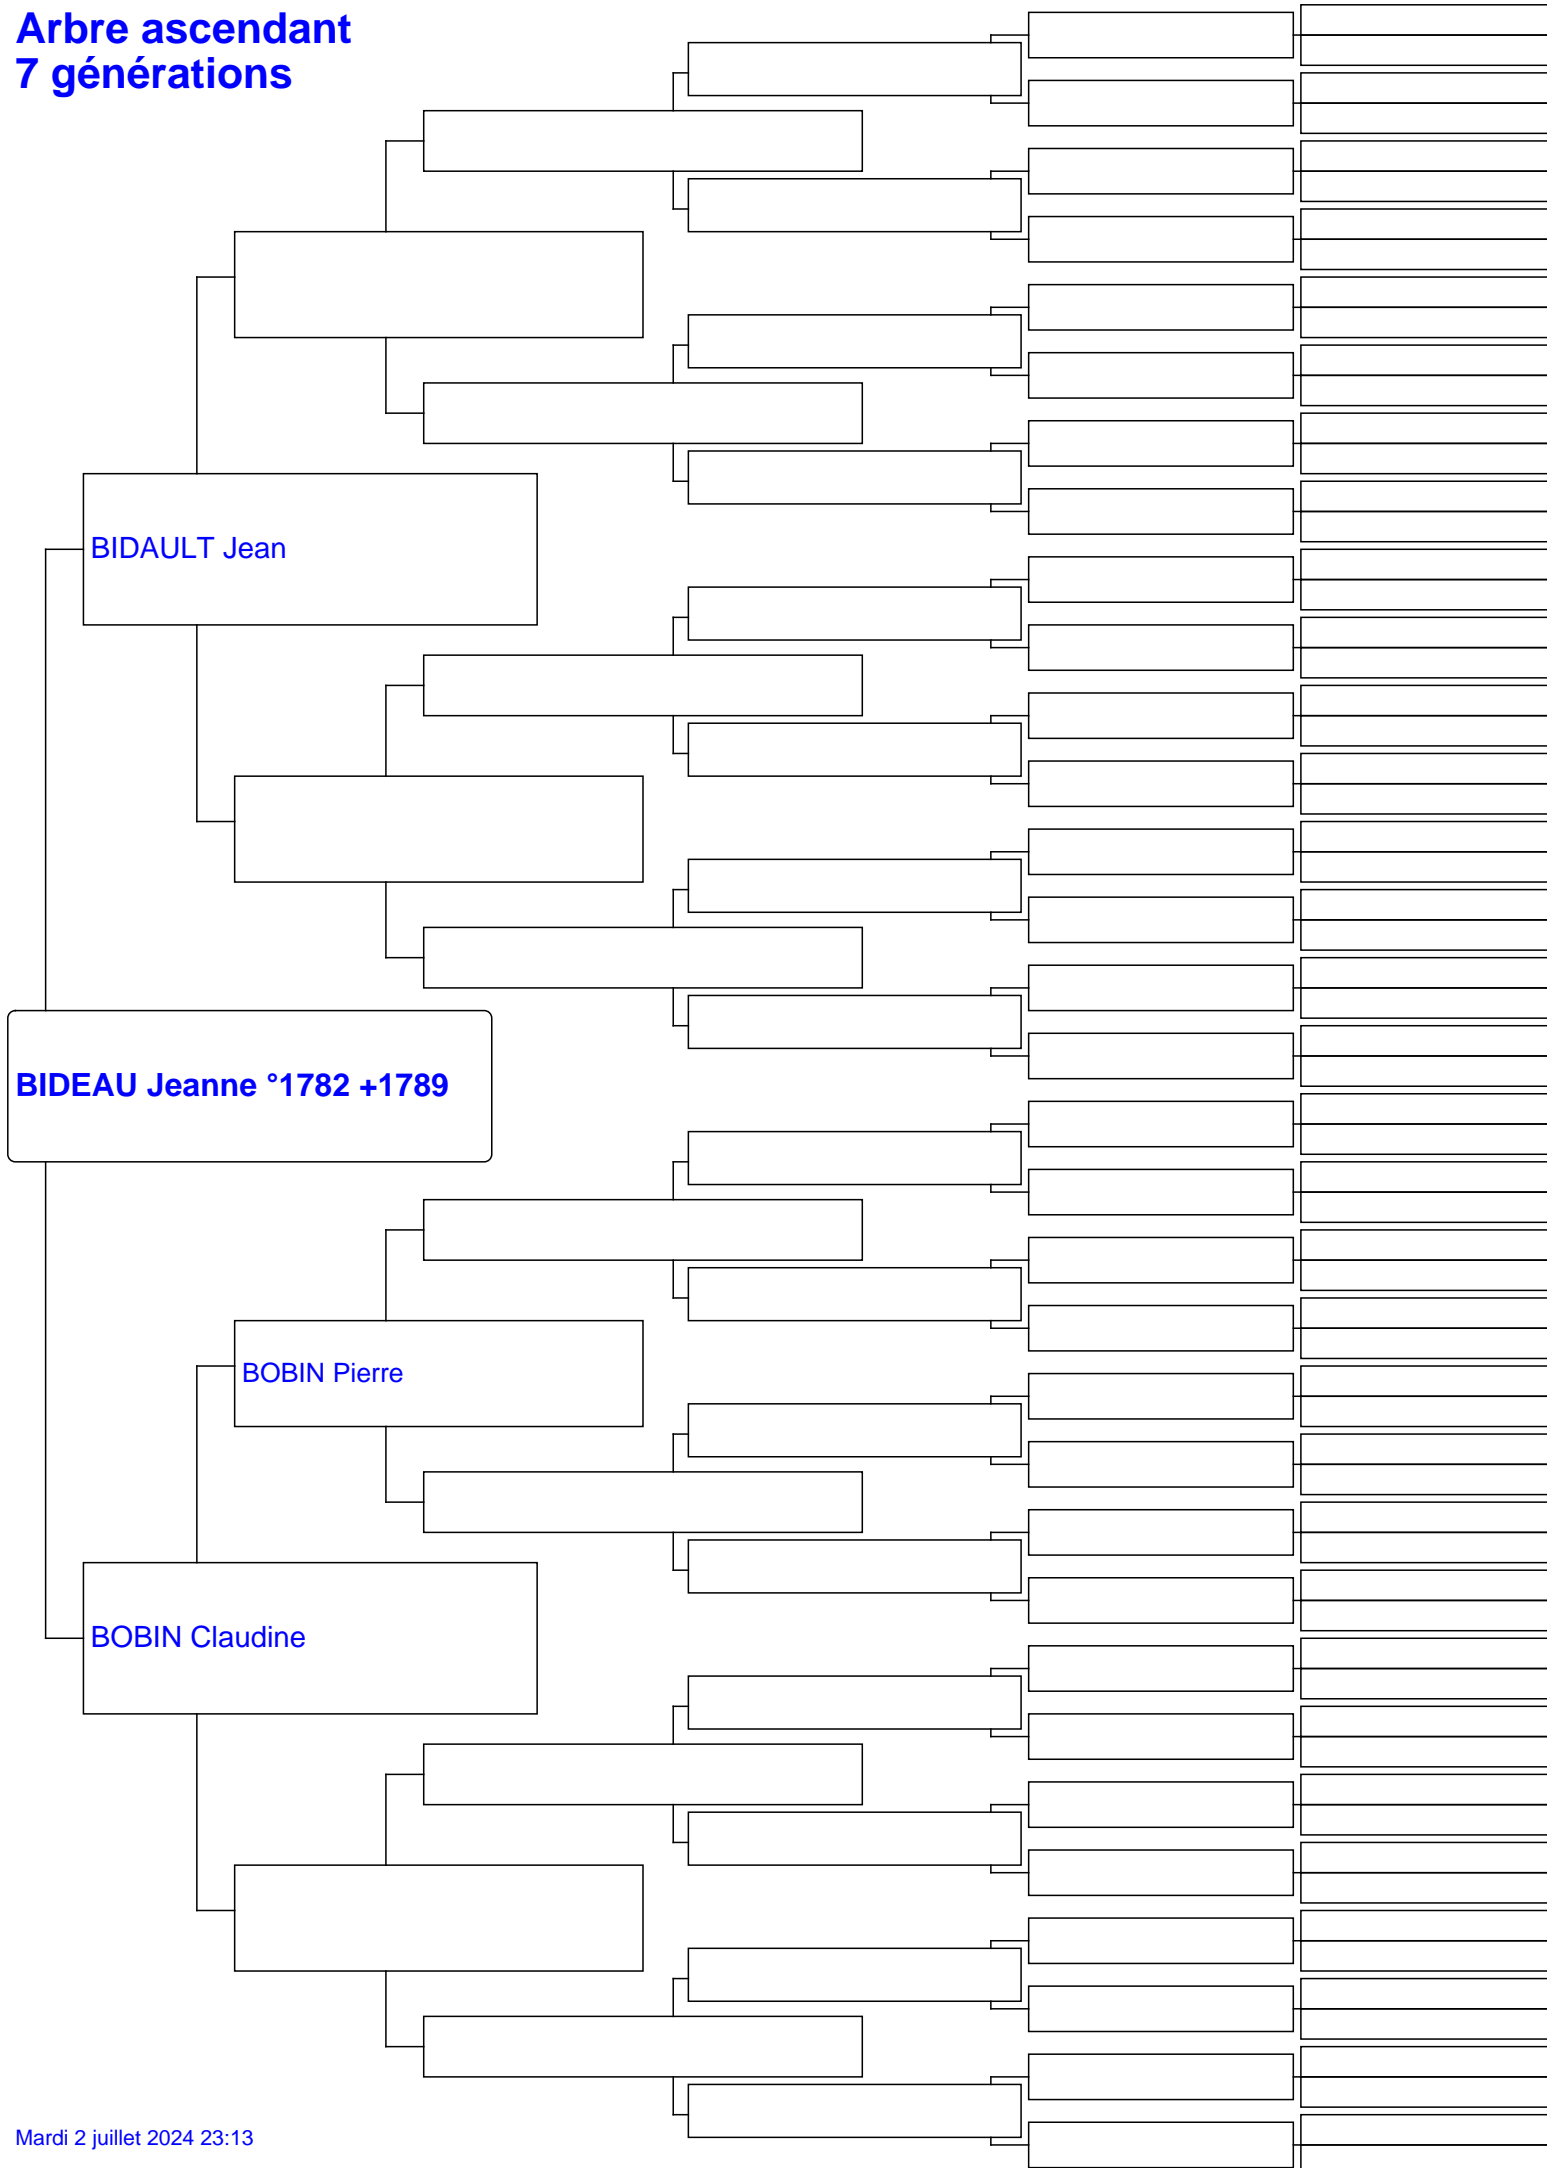 Arbre ascendant
7 générations
BIDAULT Jean
BIDEAU Jeanne °1782 +1789
BOBIN Pierre
BOBIN Claudine
Mardi 2 juillet 2024 23:13